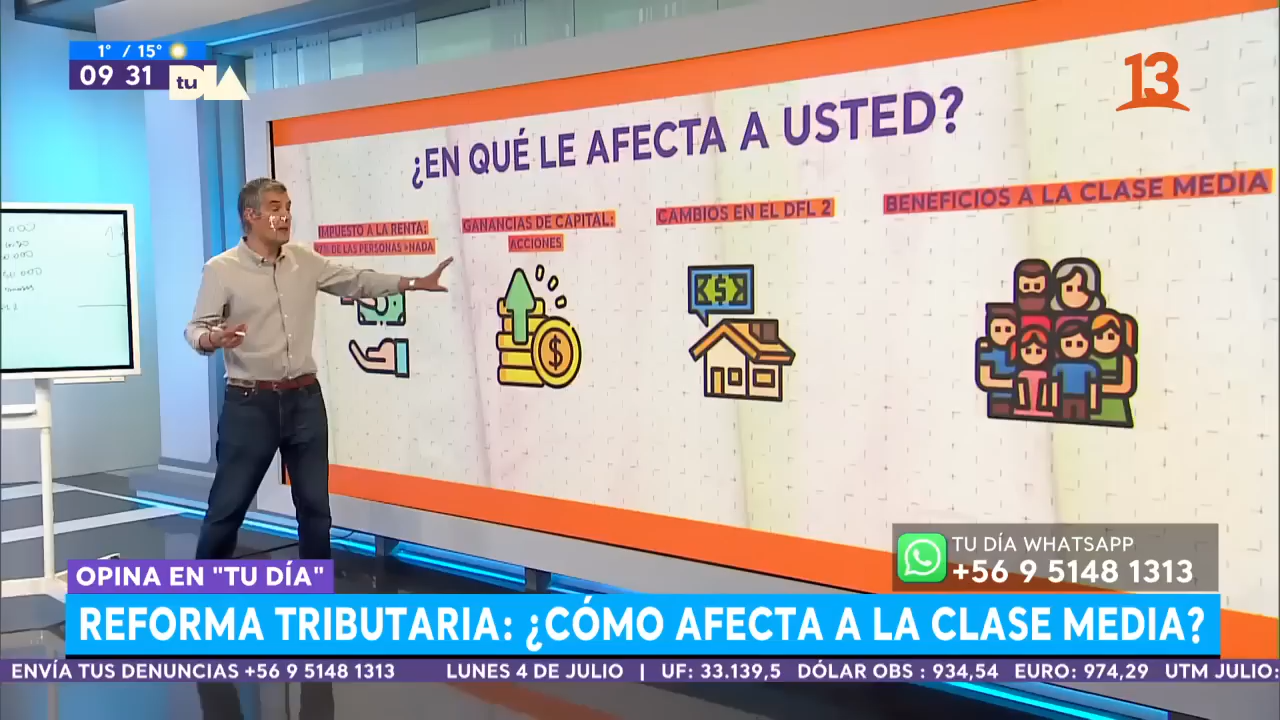 1° / 15°
09 31
tu DÍA
13
¿EN QUÉ LE AFECTA A USTED?
IMPUESTO A LA RENTA:
DE LAS PERSONAS =NADA
GANANCIAS DE CAPITAL:
ACCIONES
CAMBIOS EN EL DFL 2
BENEFICIOS A LA CLASE MEDIA
TU DÍA WHATSAPP
+56 9 5148 1313
OPINA EN "TU DÍA"
REFORMA TRIBUTARIA: ¿CÓMO AFECTA A LA CLASE MEDIA?
ENVÍA TUS DENUNCIAS +56 9 5148 1313 LUNES 4 DE JULIO | UF: 33.139,5 DÓLAR OBS : 934,54 EURO: 974,29 UTM JULIO: